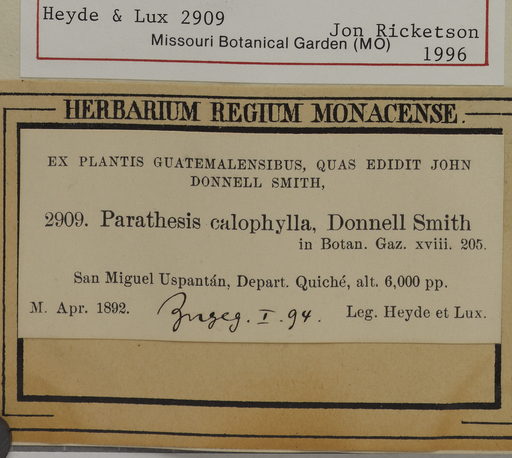 Heyde & Lux 2909
Jon Ricketson
Missouri Botanical Garden (MO)
1996
HERBARIUM REGIUM MONACENSE.
EX PLANTIS GUATEMALENSIBUS, QUAS EDIDIT JOHN
DONNELL SMITH,
2909. Parathesis calophylla, Donnell Smith
in Botan. Gaz. xviii. 205.
San Miguel Uspantán, Depart. Quiché, alt. 6,000 pp.
M. Apr. 1892. I. 94. Leg. Heyde et Lux.